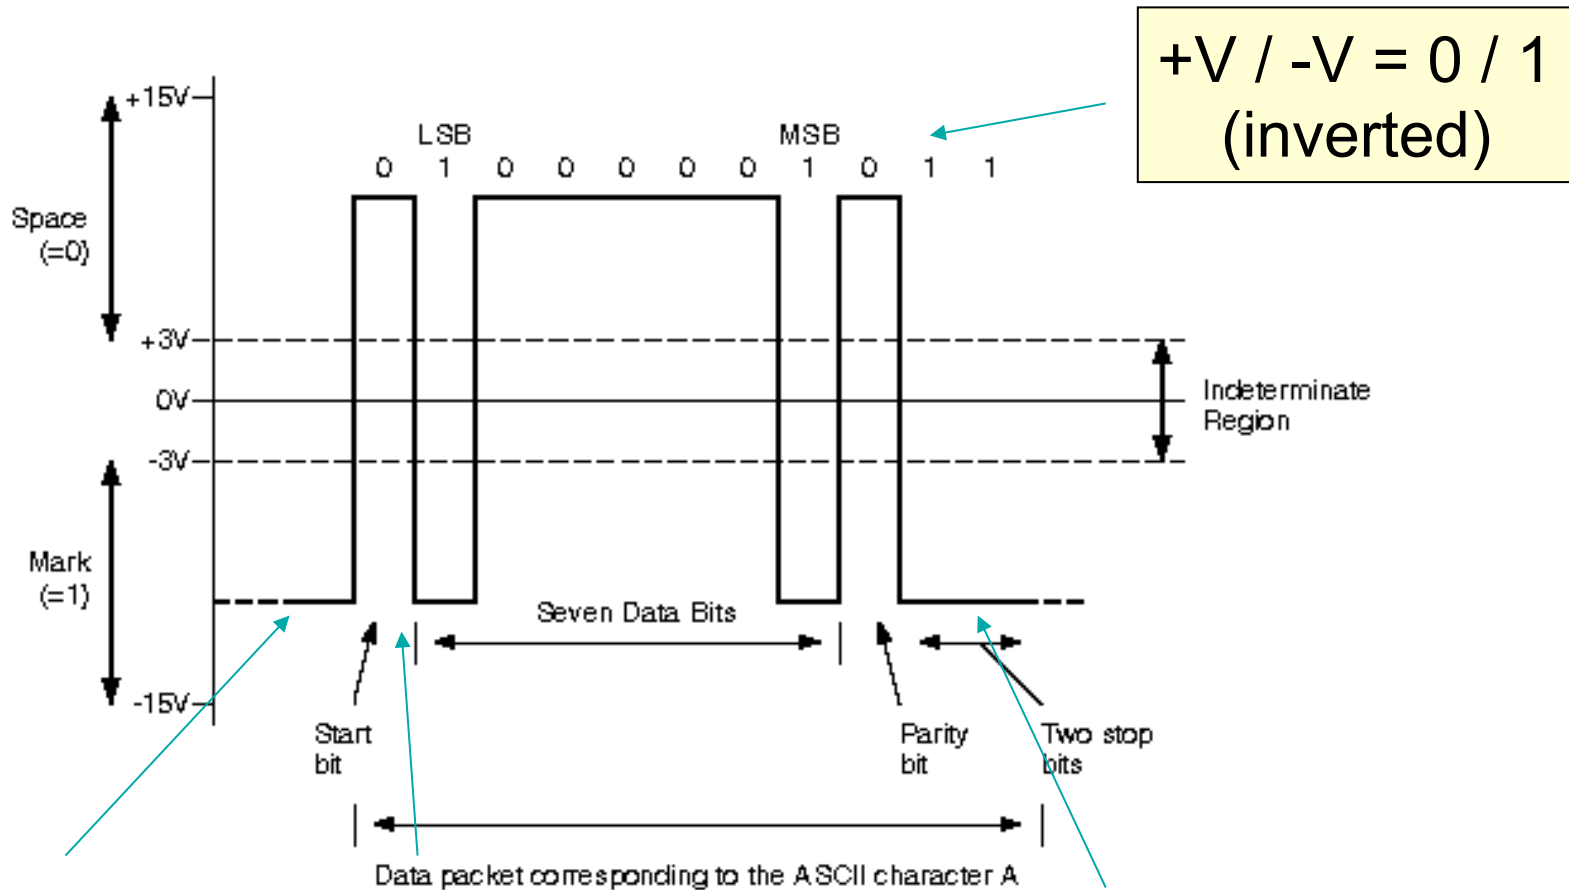 +V / -V = 0 / 1
(inverted)
+15V
LSB
MSB
0 1 0 0 0 0 0 1 0 1 1
Space
(=0)
+3V
0V
-3V
Indeterminate
Region
Mark
(=1)
Seven Data Bits
-15V
Start
bit
Parity
bit
Two stop
bits
Data packet corresponding to the ASCII character A